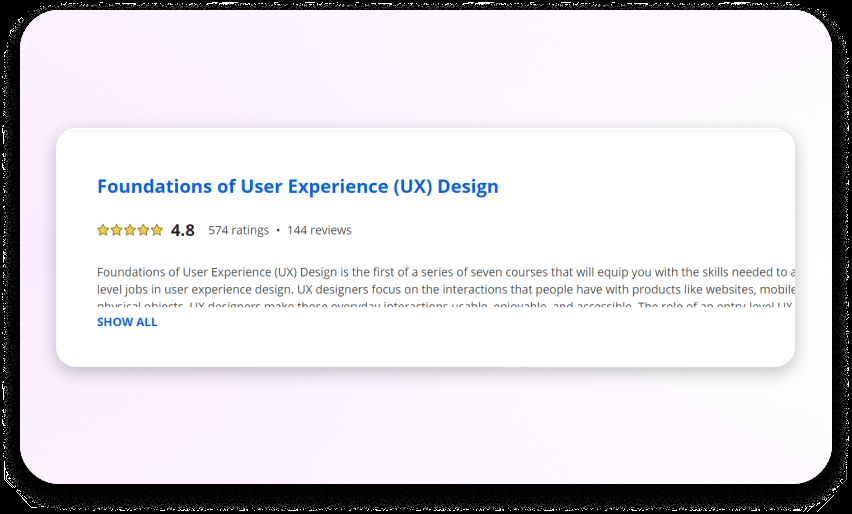 Foundations of User Experience (UX) Design
4.8 574 ratings • 144 reviews
Foundations of User Experience (UX) Design is the first of a series of seven courses that will equip you with the skills needed to a
level jobs in user experience design. UX designers focus on the interactions that people have with products like websites, mobile
physical objects. UX designers make those everyday interactions usable, enjoyable, and accessible. The role of an entry-level UX
SHOW ALL